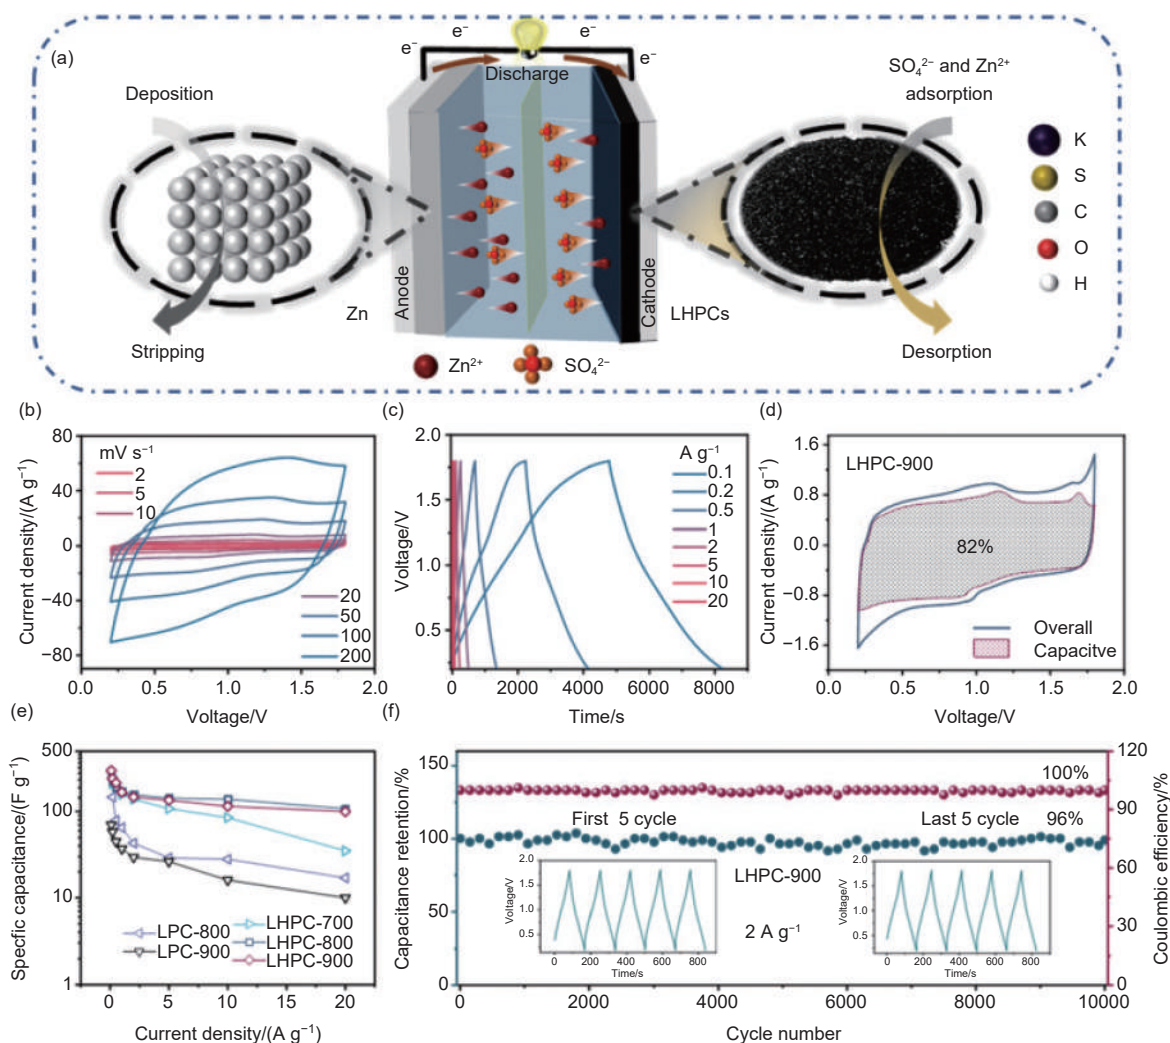 (a)
e⁻
e⁻
e⁻
e⁻
Discharge
Deposition
SO₄²⁻ and Zn²⁺
adsorption
K
S
C
O
H
Zn
Anode
Cathode
LHPCs
Stripping
Desorption
Zn²⁺
SO₄²⁻
(b)
mV s⁻¹
2
5
10
20
50
100
200
80
40
0
−40
−80
0.0
0.5
1.0
1.5
2.0
Current density/(A g⁻¹)
Voltage/V
(c)
A g⁻¹
0.1
0.2
0.5
1
2
5
10
20
2.0
1.5
1.0
0.5
0
2000
4000
6000
8000
Voltage/V
Time/s
(d)
LHPC-900
82%
Overall
Capacitve
1.6
0.8
0.0
−0.8
−1.6
0.0
0.5
1.0
1.5
2.0
Current density/(A g⁻¹)
Voltage/V
(e)
500
100
10
1
LPC-800
LPC-900
LHPC-700
LHPC-800
LHPC-900
0
5
10
15
20
Specfic capacitance/(F g⁻¹)
Current density/(A g⁻¹)
(f)
150
100
50
0
120
90
60
30
0
100%
First 5 cycle
Last 5 cycle
96%
LHPC-900
2 A g⁻¹
2.0
1.5
1.0
0.5
Voltage/V
0
200
400
600
800
Time/s
2.0
1.5
1.0
0.5
Voltage/V
0
200
400
600
800
Time/s
0
2000
4000
6000
8000
10000
Capacitance retention/%
Coulombic efficiency/%
Cycle number